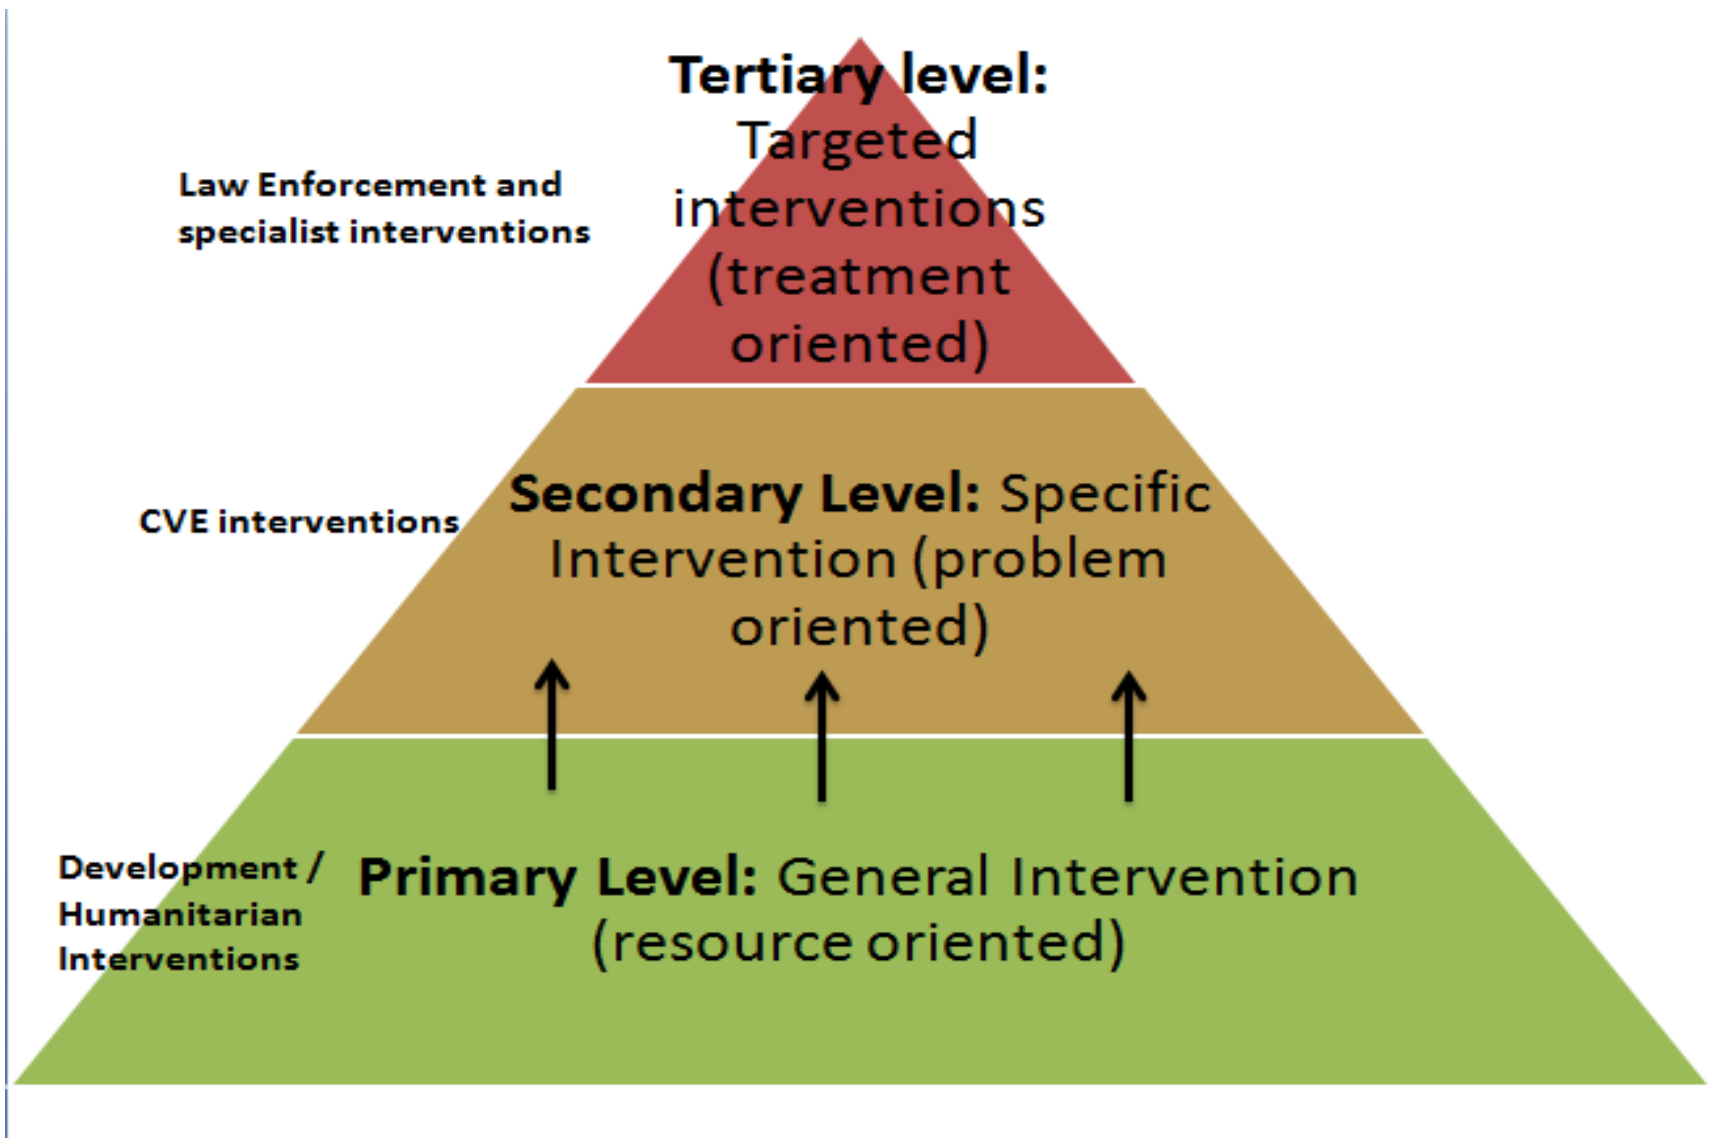 Tertiary level:
Targeted
interventions
(treatment
oriented)
Law Enforcement and
specialist interventions
Secondary Level: Specific
Intervention (problem
oriented)
CVE interventions
Primary Level: General Intervention
(resource oriented)
Development /
Humanitarian
Interventions